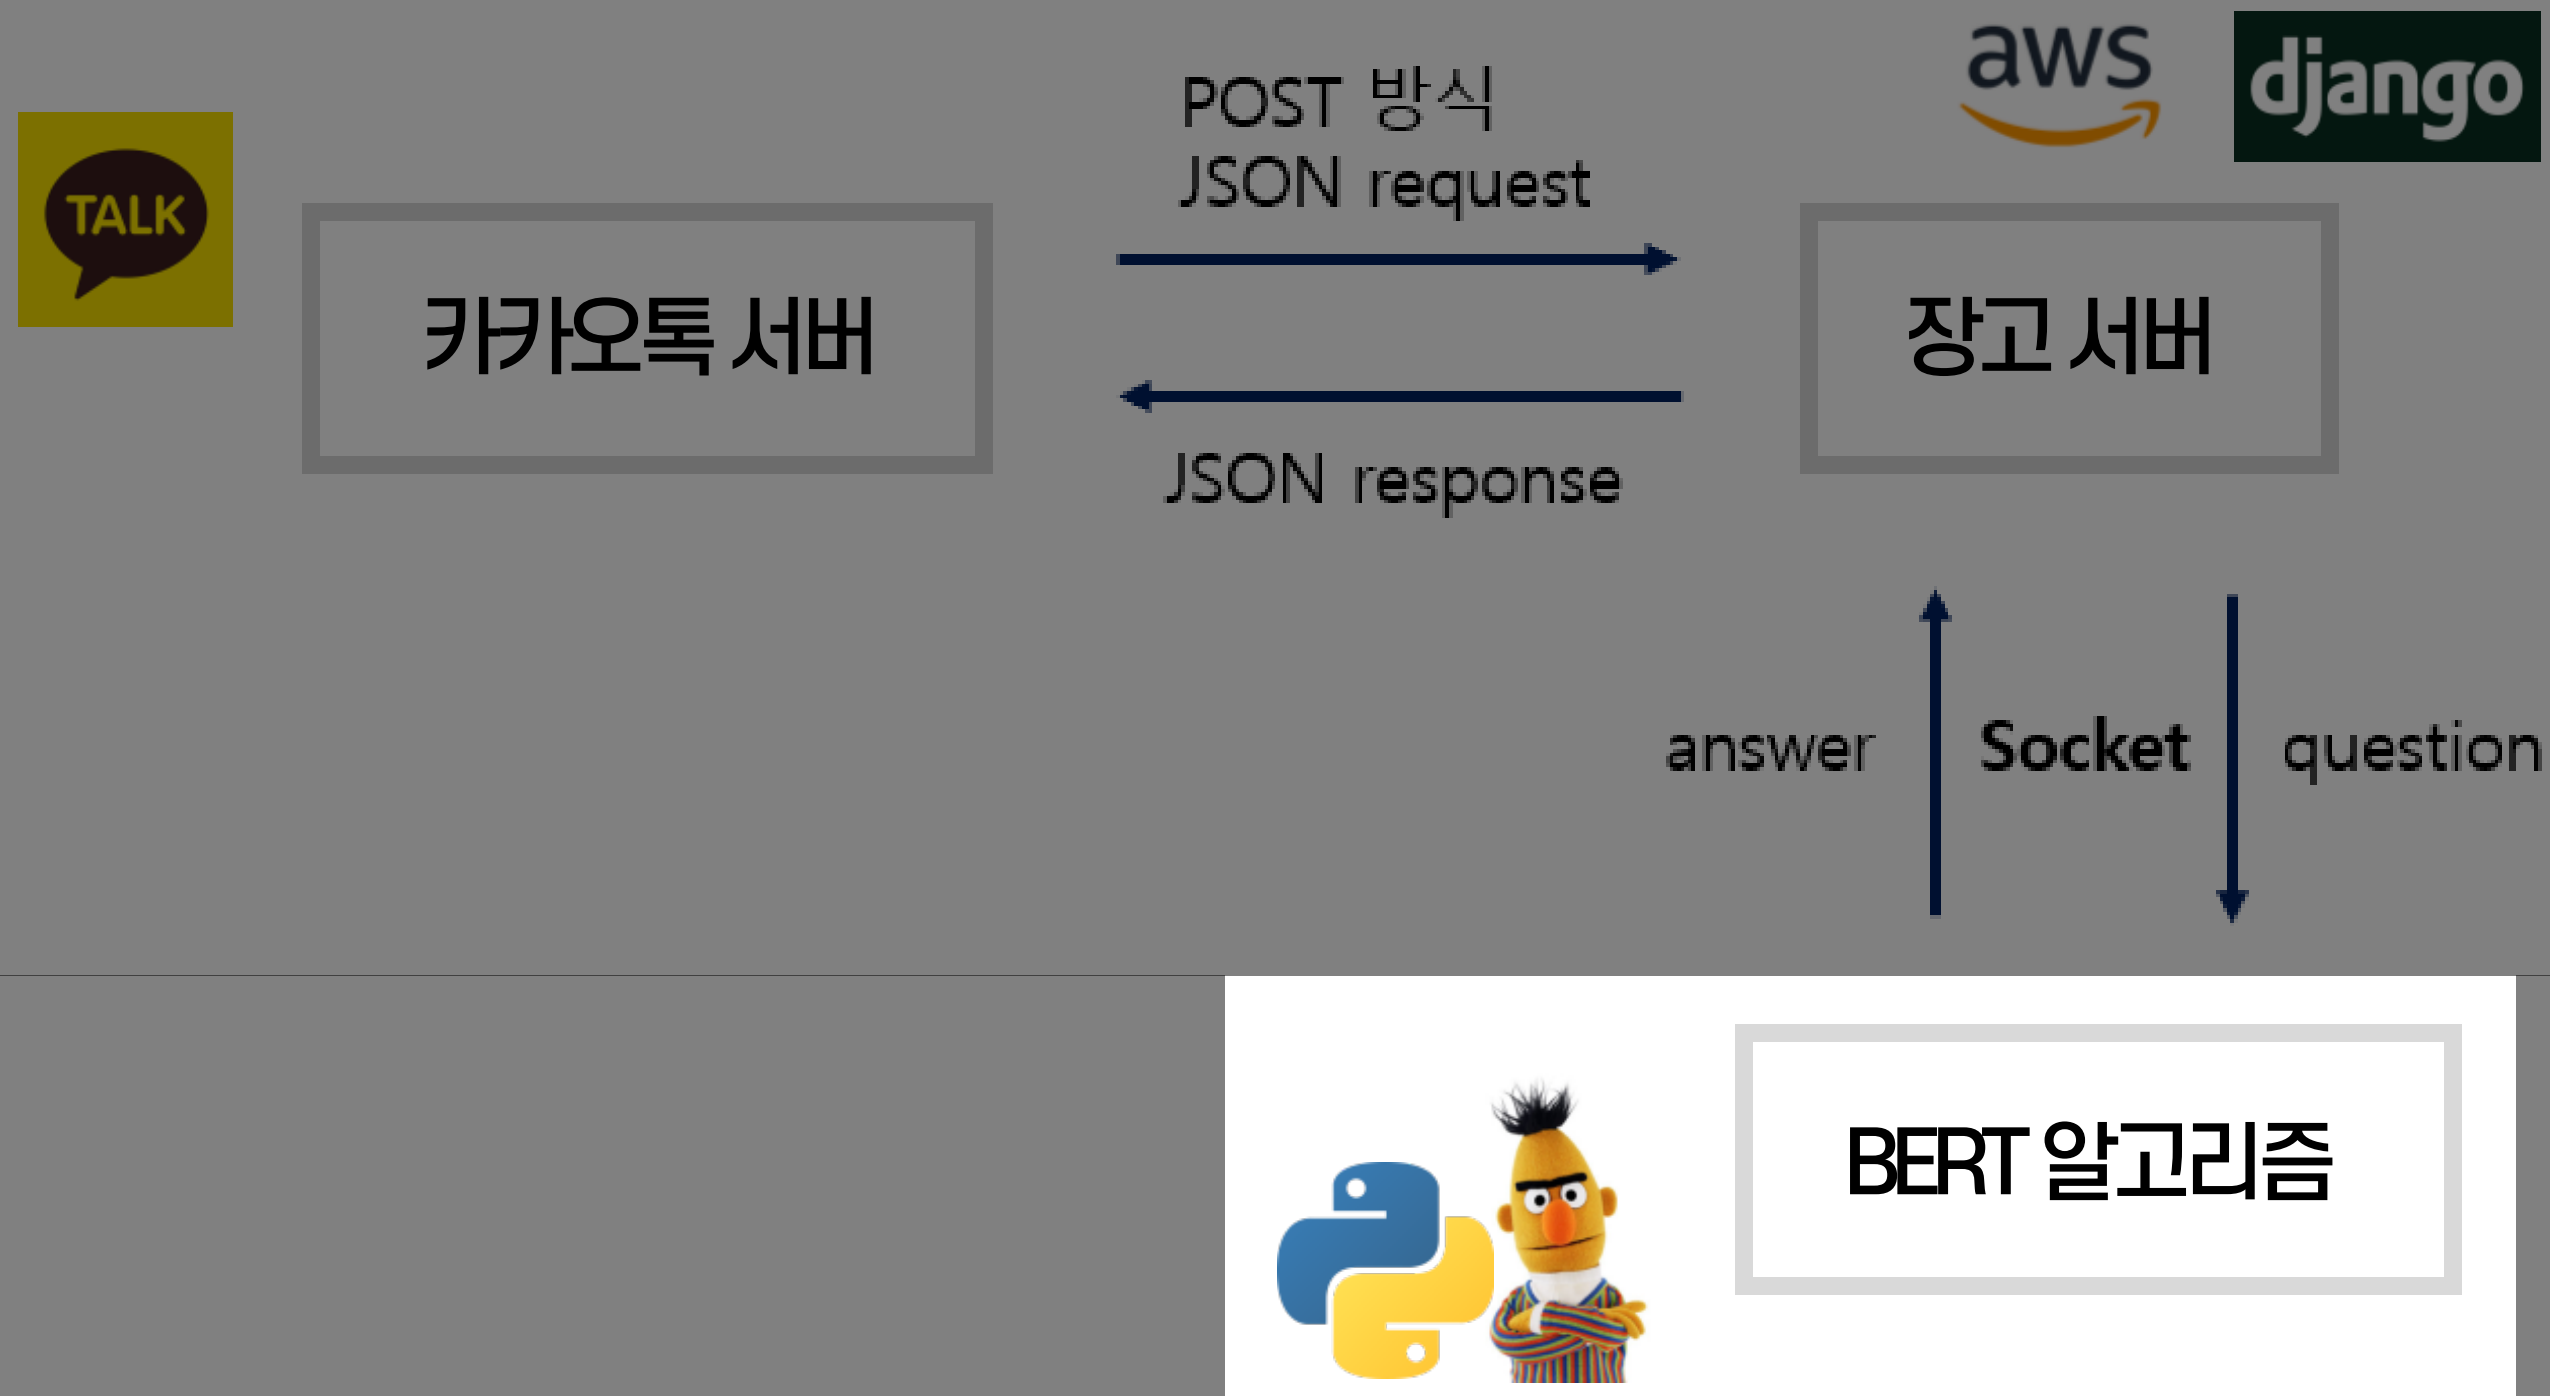 aws
django
TALK
POST 방식
JSON request
카카오톡 서버
장고 서버
JSON response
answer
Socket
question
BERT 알고리즘